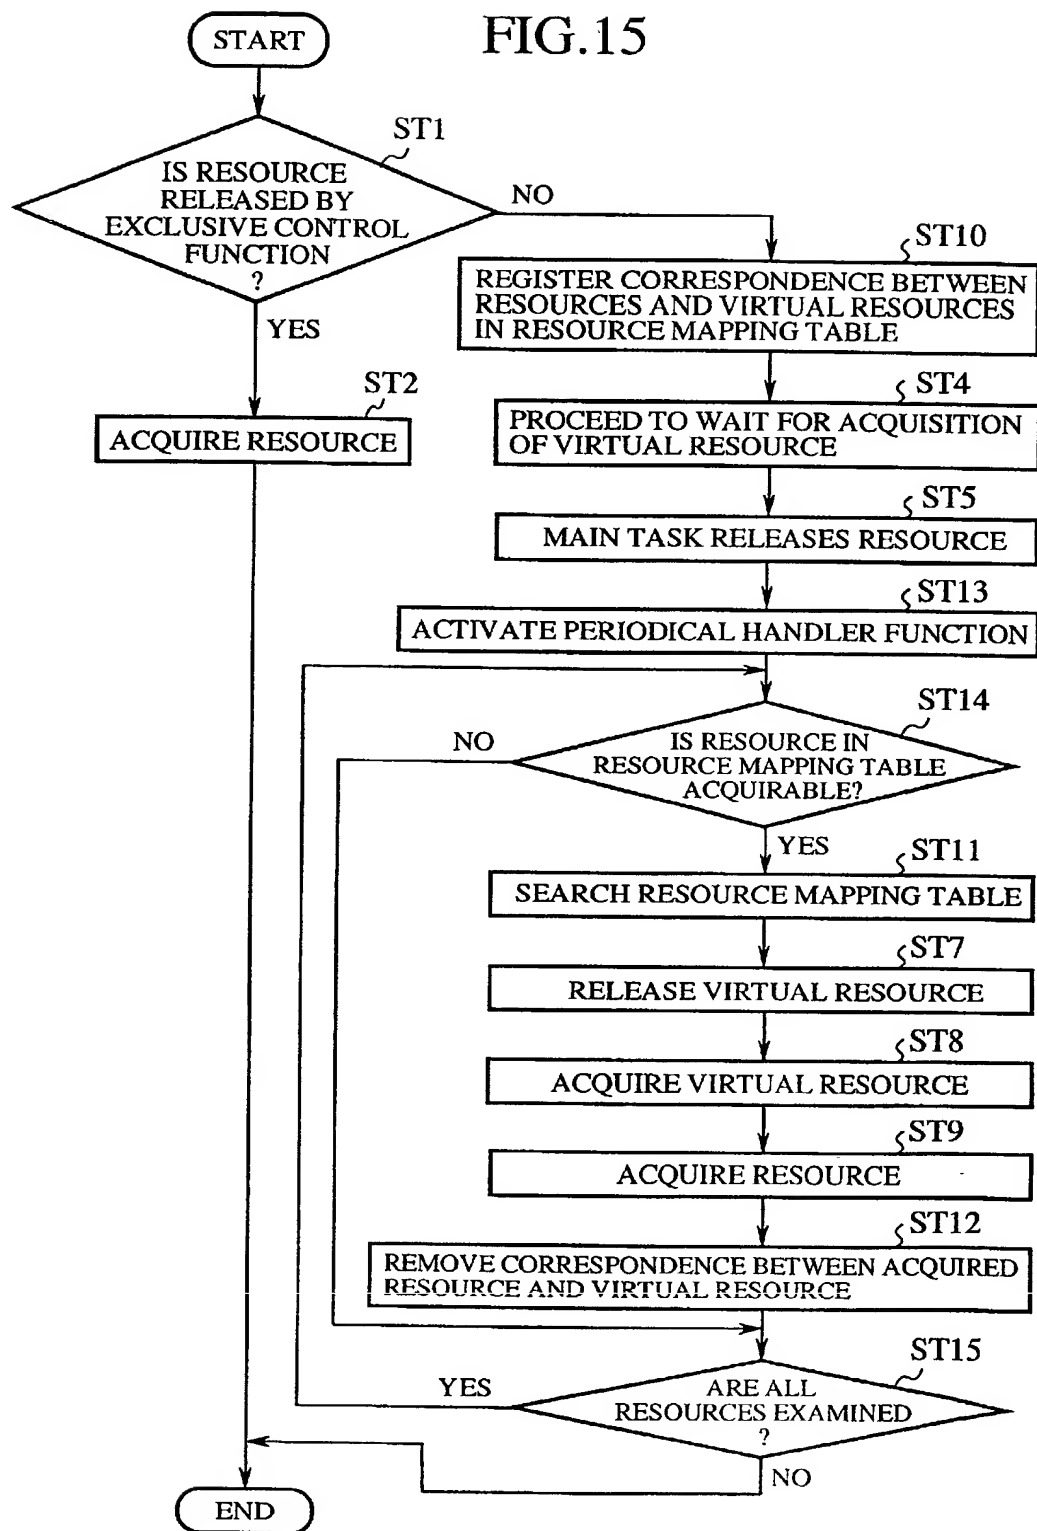 FIG.15
START
ST1
IS RESOURCE
RELEASED BY
EXCLUSIVE CONTROL
FUNCTION
?
NO
YES
ST2
ACQUIRE RESOURCE
ST10
REGISTER CORRESPONDENCE BETWEEN
RESOURCES AND VIRTUAL RESOURCES
IN RESOURCE MAPPING TABLE
ST4
PROCEED TO WAIT FOR ACQUISITION
OF VIRTUAL RESOURCE
ST5
MAIN TASK RELEASES RESOURCE
ST13
ACTIVATE PERIODICAL HANDLER FUNCTION
ST14
NO
IS RESOURCE IN
RESOURCE MAPPING TABLE
ACQUIRABLE?
YES
ST11
SEARCH RESOURCE MAPPING TABLE
ST7
RELEASE VIRTUAL RESOURCE
ST8
ACQUIRE VIRTUAL RESOURCE
ST9
ACQUIRE RESOURCE
ST12
REMOVE CORRESPONDENCE BETWEEN ACQUIRED
RESOURCE AND VIRTUAL RESOURCE
ST15
YES
ARE ALL
RESOURCES EXAMINED
?
NO
END